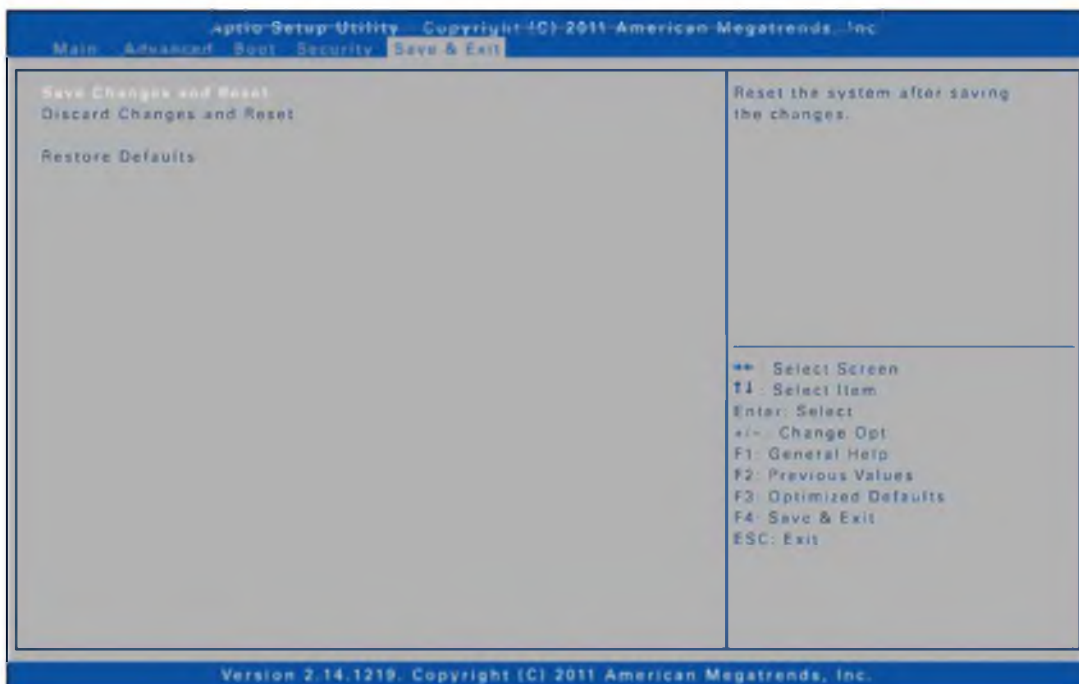 Aptio Setup Utility Copyright (C) 2011 American Megatrends, Inc.
Main Advanced Boot Security Save & Exit
Save Changes and Reset
Discard Changes and Reset
Restore Defaults
Reset the system after saving
the changes.
→←: Select Screen
↑↓: Select Item
Enter: Select
+/-: Change Opt
F1: General Help
F2: Previous Values
F3: Optimized Defaults
F4: Save & Exit
ESC: Exit
Version 2.14.1219. Copyright (C) 2011 American Megatrends, Inc.